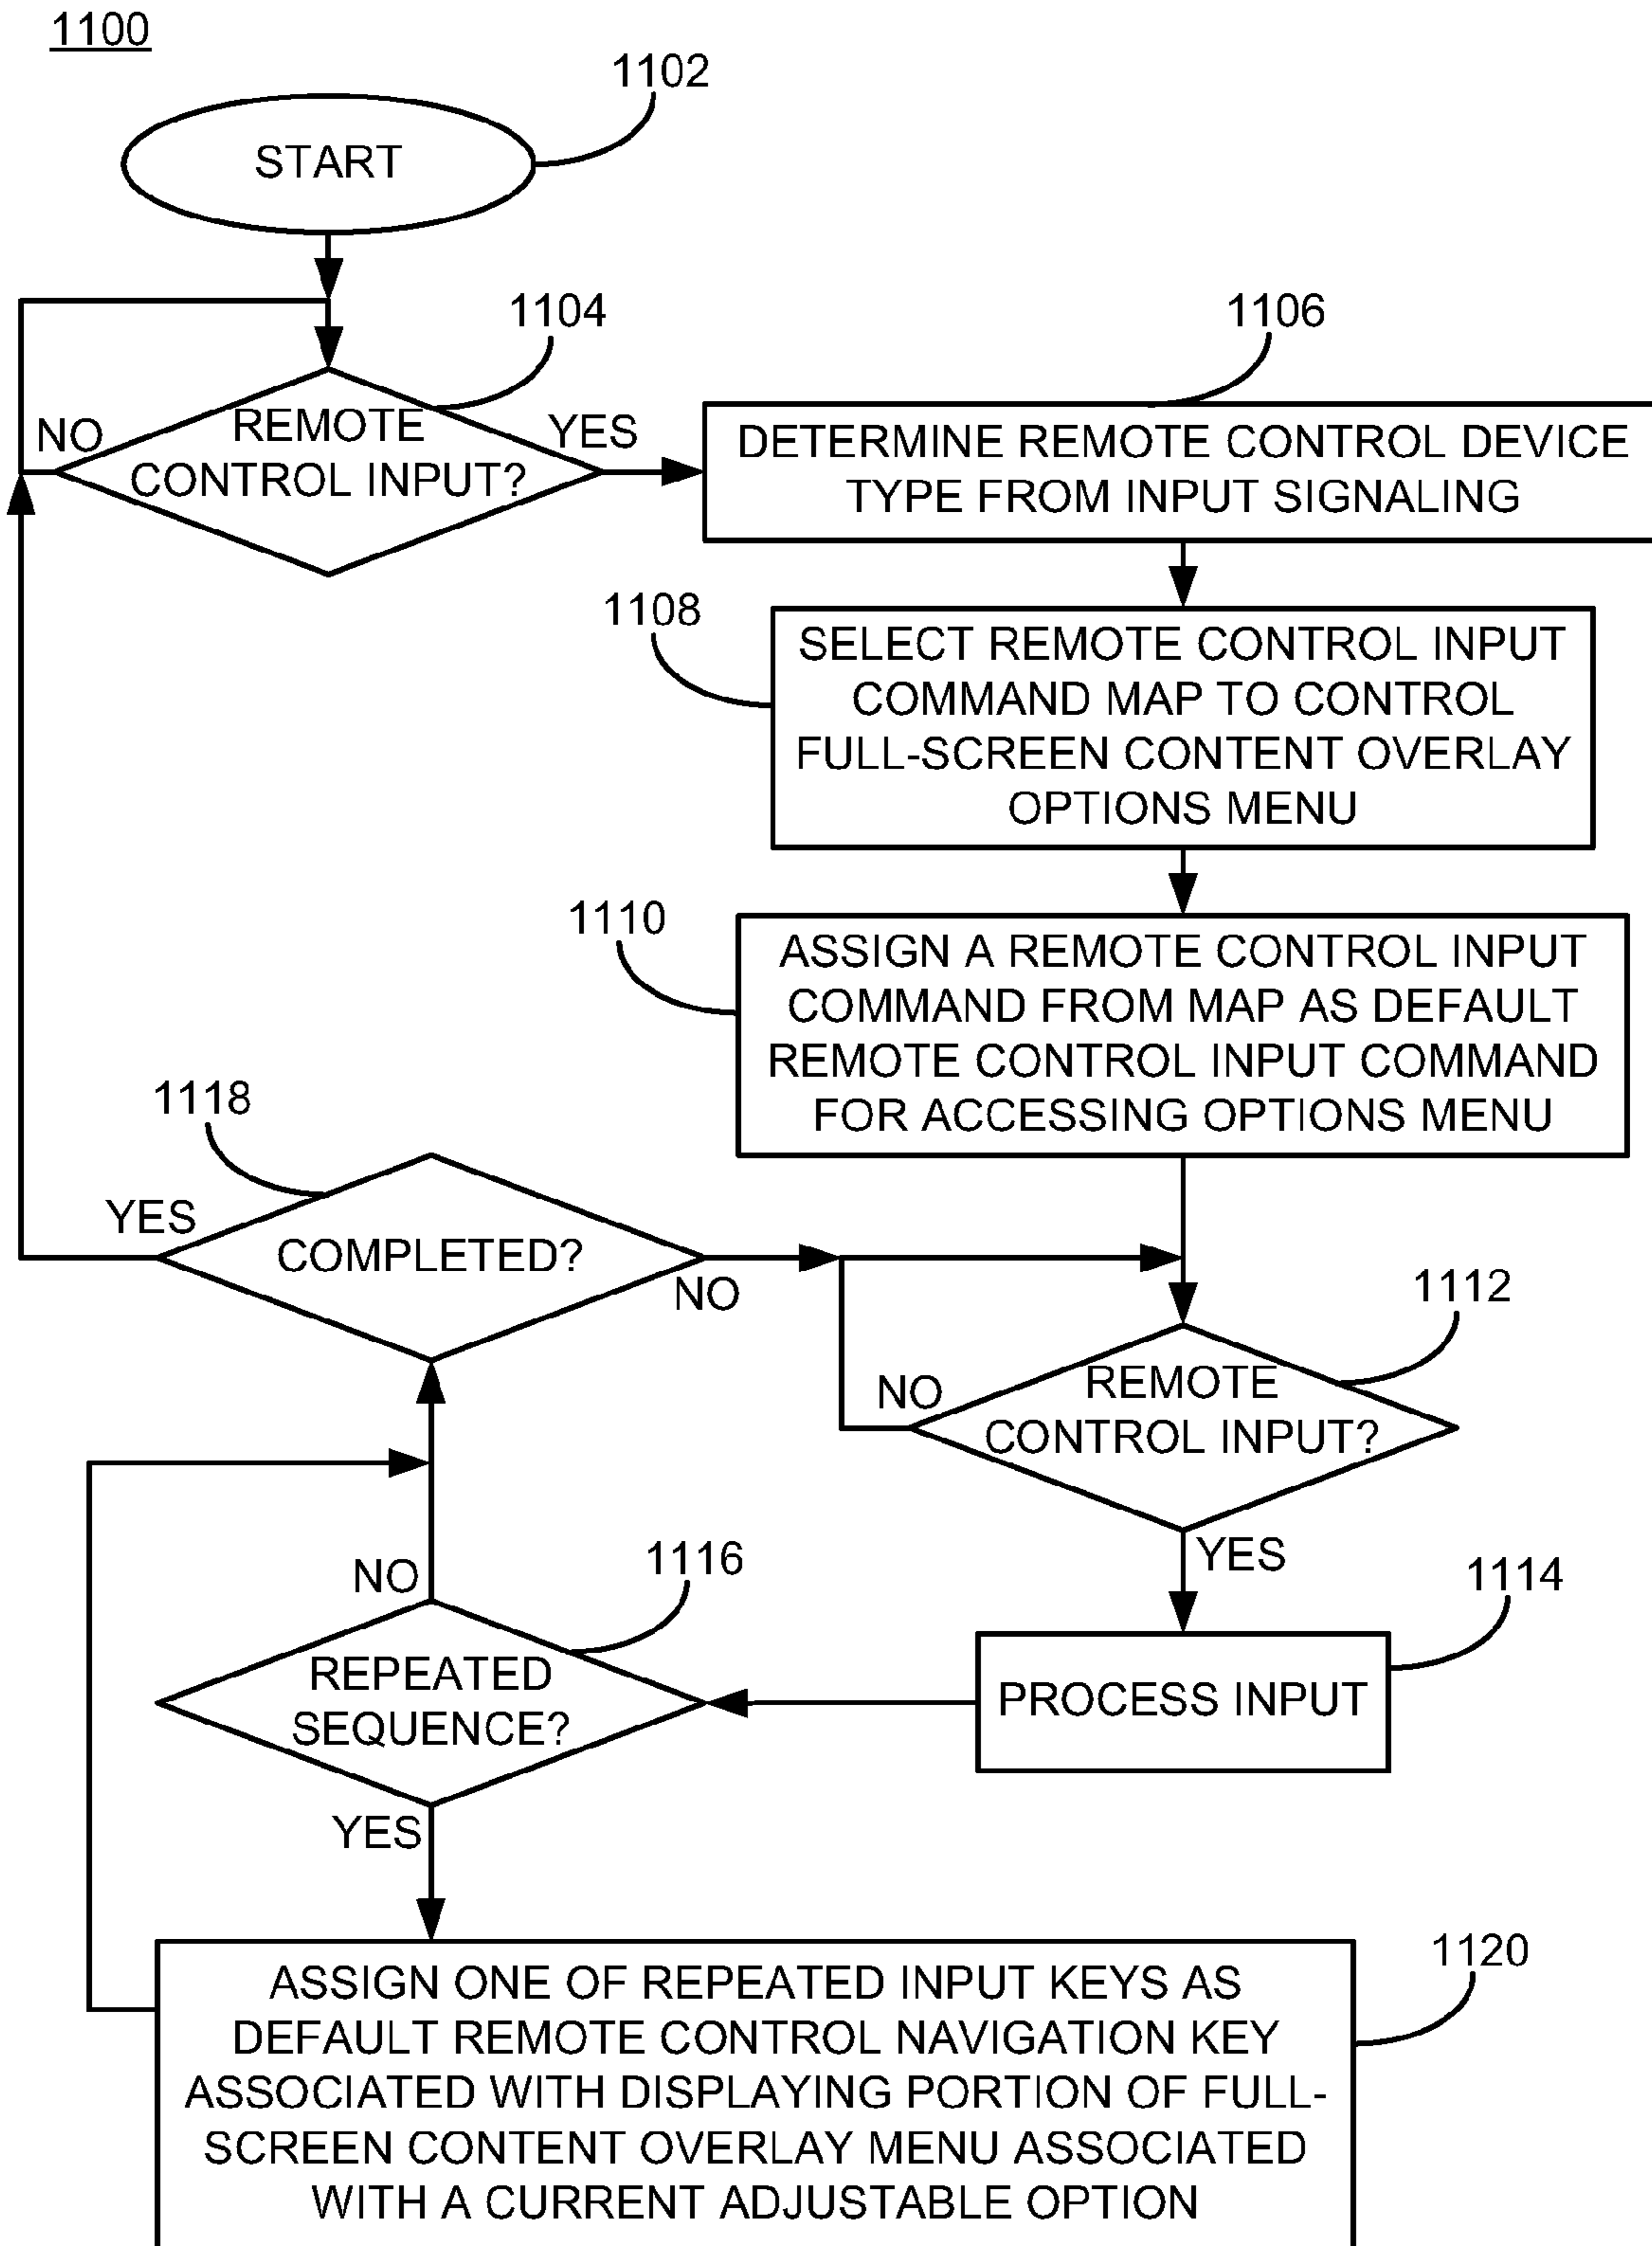 1100
1102
START
1104
NO
REMOTE
CONTROL INPUT?
YES
1106
DETERMINE REMOTE CONTROL DEVICE
TYPE FROM INPUT SIGNALING
1108
SELECT REMOTE CONTROL INPUT
COMMAND MAP TO CONTROL
FULL-SCREEN CONTENT OVERLAY
OPTIONS MENU
1110
ASSIGN A REMOTE CONTROL INPUT
COMMAND FROM MAP AS DEFAULT
REMOTE CONTROL INPUT COMMAND
FOR ACCESSING OPTIONS MENU
1118
YES
COMPLETED?
NO
1112
NO
REMOTE
CONTROL INPUT?
YES
1114
PROCESS INPUT
1116
NO
REPEATED
SEQUENCE?
YES
1120
ASSIGN ONE OF REPEATED INPUT KEYS AS
DEFAULT REMOTE CONTROL NAVIGATION KEY
ASSOCIATED WITH DISPLAYING PORTION OF FULL-
SCREEN CONTENT OVERLAY MENU ASSOCIATED
WITH A CURRENT ADJUSTABLE OPTION